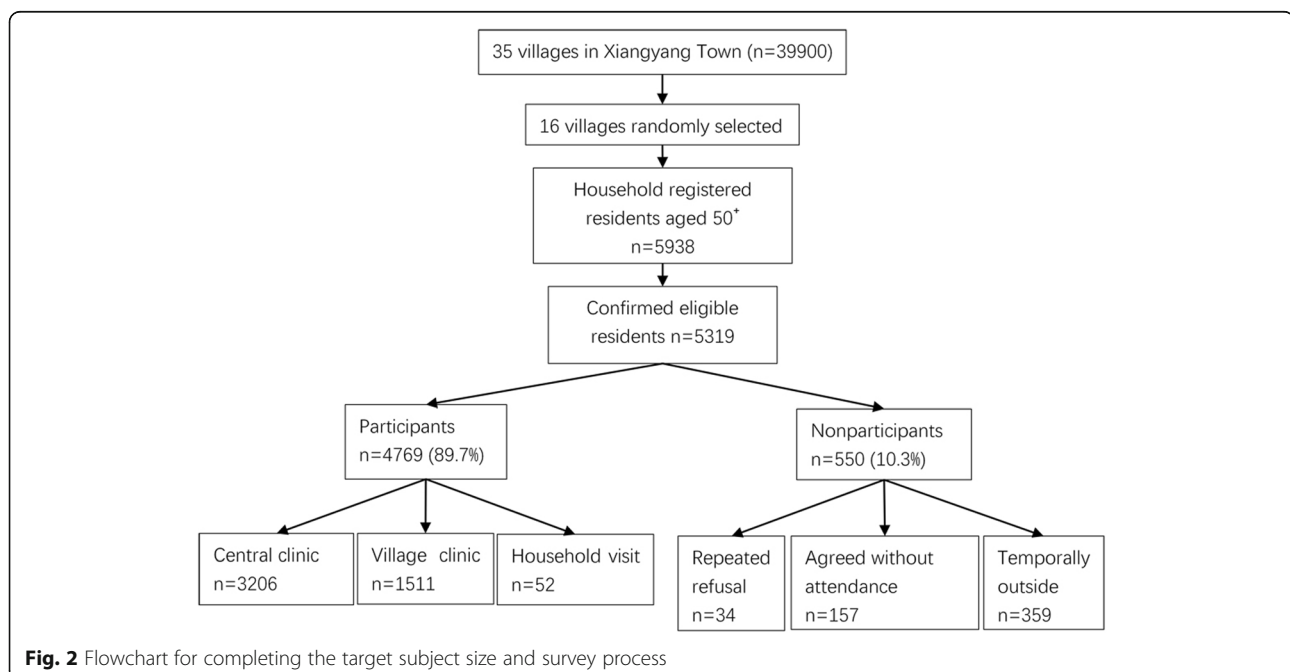 35 villages in Xiangyang Town (n=39900)
16 villages randomly selected
Household registered
residents aged 50⁺
n=5938
Confirmed eligible
residents n=5319
Participants
n=4769 (89.7%)
Nonparticipants
n=550 (10.3%)
Central clinic
n=3206
Village clinic
n=1511
Household visit
n=52
Repeated
refusal
n=34
Agreed without
attendance
n=157
Temporally
outside
n=359
Fig. 2 Flowchart for completing the target subject size and survey process